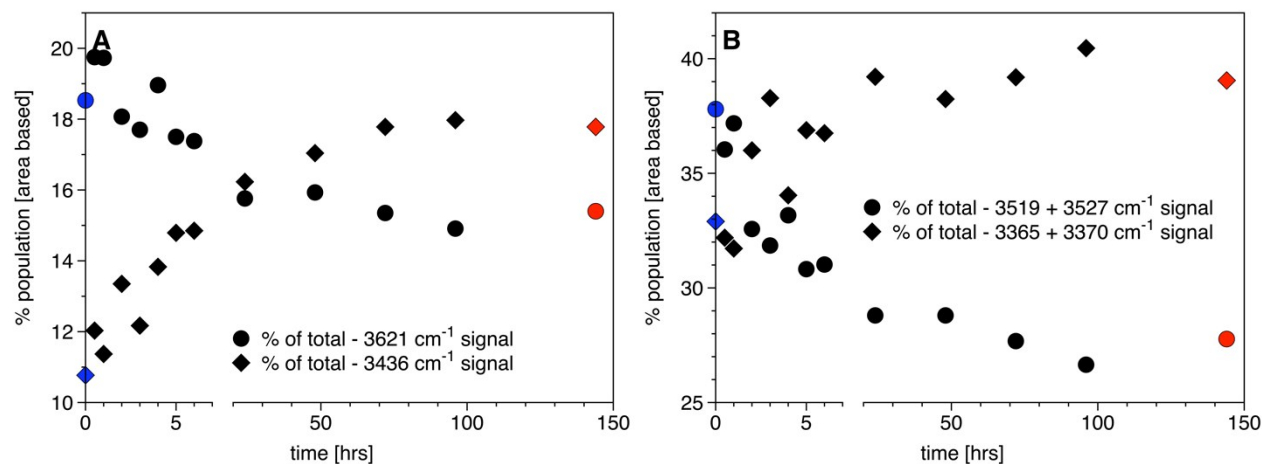 A
20
18
16
14
12
10
% population [area based]
● % of total - 3621 cm⁻¹ signal
◆ % of total - 3436 cm⁻¹ signal
0 5 50 100 150
time [hrs]
B
40
35
30
25
% population [area based]
● % of total - 3519 + 3527 cm⁻¹ signal
◆ % of total - 3365 + 3370 cm⁻¹ signal
0 5 50 100 150
time [hrs]